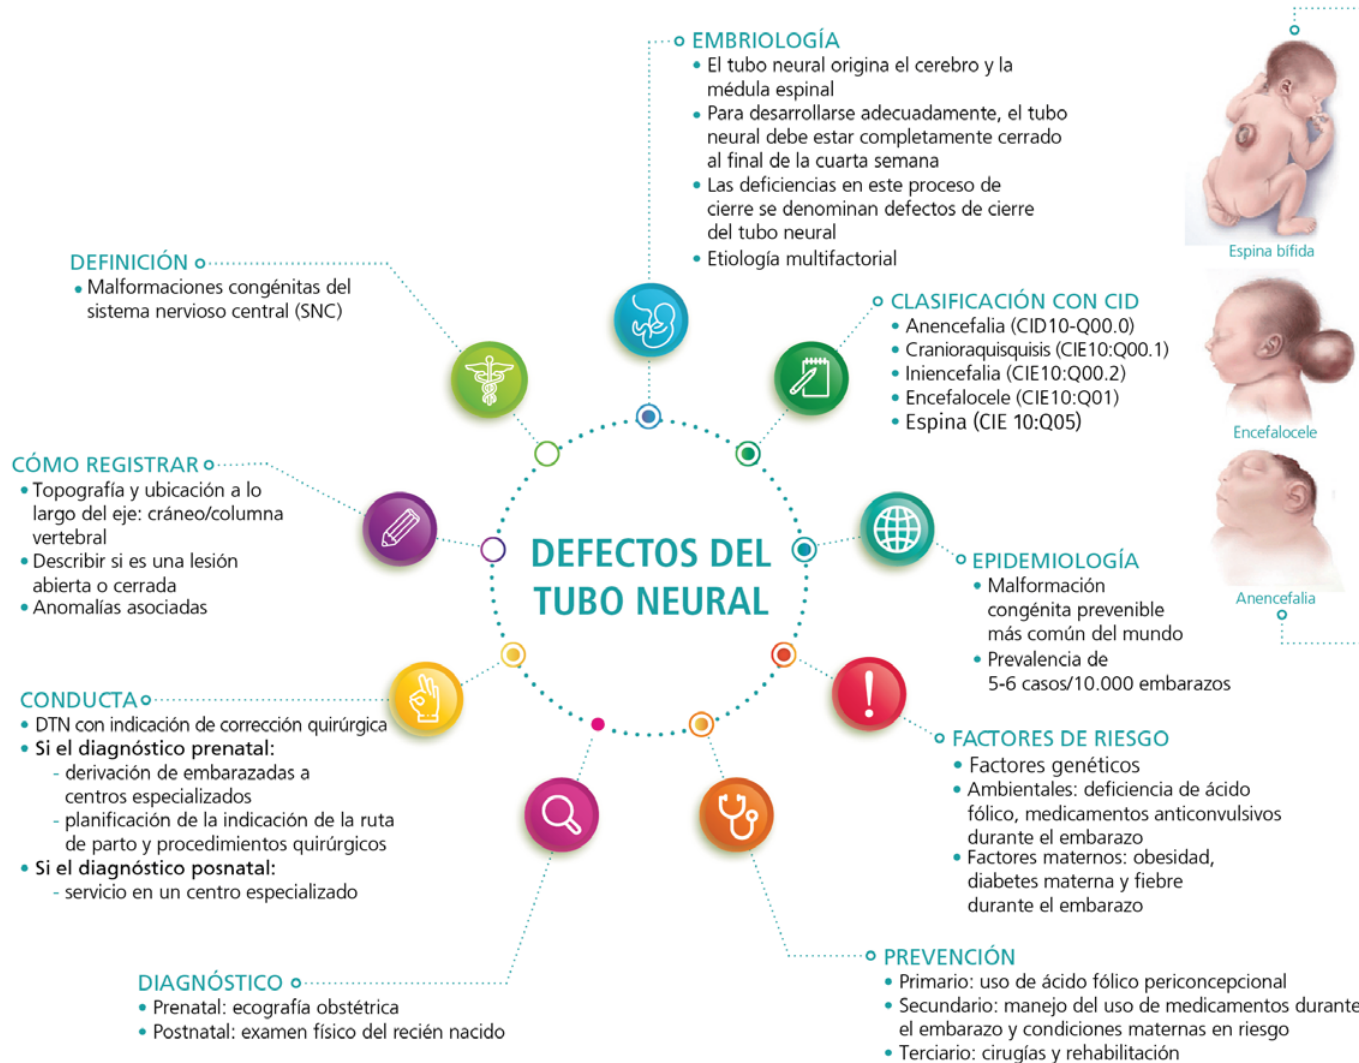 EMBRIOLOGÍA
• El tubo neural origina el cerebro y la
médula espinal
• Para desarrollarse adecuadamente, el tubo
neural debe estar completamente cerrado
al final de la cuarta semana
• Las deficiencias en este proceso de
cierre se denominan defectos de cierre
del tubo neural
• Etiología multifactorial
Espina bífida
DEFINICIÓN
• Malformaciones congénitas del
sistema nervioso central (SNC)
CLASIFICACIÓN CON CID
• Anencefalia (CID10-Q00.0)
• Cranioraquisquisis (CIE10:Q00.1)
• Iniencefalia (CIE10:Q00.2)
• Encefalocele (CIE10:Q01)
• Espina (CIE 10:Q05)
Encefalocele
CÓMO REGISTRAR
• Topografía y ubicación a lo
largo del eje: cráneo/columna
vertebral
• Describir si es una lesión
abierta o cerrada
• Anomalías asociadas
DEFECTOS DEL
TUBO NEURAL
EPIDEMIOLOGÍA
• Malformación
congénita prevenible
más común del mundo
• Prevalencia de
5-6 casos/10.000 embarazos
Anencefalia
CONDUCTA
• DTN con indicación de corrección quirúrgica
• Si el diagnóstico prenatal:
- derivación de embarazadas a
centros especializados
- planificación de la indicación de la ruta
de parto y procedimientos quirúrgicos
• Si el diagnóstico posnatal:
- servicio en un centro especializado
FACTORES DE RIESGO
• Factores genéticos
• Ambientales: deficiencia de ácido
fólico, medicamentos anticonvulsivos
durante el embarazo
• Factores maternos: obesidad,
diabetes materna y fiebre
durante el embarazo
DIAGNÓSTICO
• Prenatal: ecografía obstétrica
• Postnatal: examen físico del recién nacido
PREVENCIÓN
• Primario: uso de ácido fólico periconcepcional
• Secundario: manejo del uso de medicamentos durante
el embarazo y condiciones maternas en riesgo
• Terciario: cirugías y rehabilitación